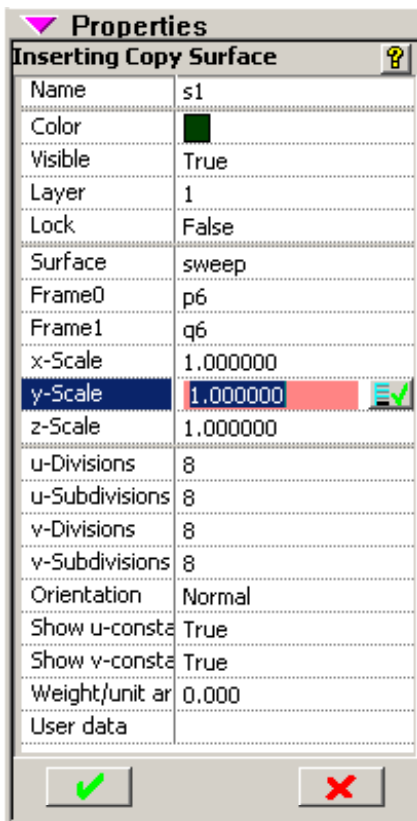 Properties
Inserting Copy Surface ?
Name s1
Color
Visible True
Layer 1
Lock False
Surface sweep
Frame0 p6
Frame1 q6
x-Scale 1.000000
y-Scale 1.000000
z-Scale 1.000000
u-Divisions 8
u-Subdivisions 8
v-Divisions 8
v-Subdivisions 8
Orientation Normal
Show u-consta True
Show v-consta True
Weight/unit ar 0.000
User data